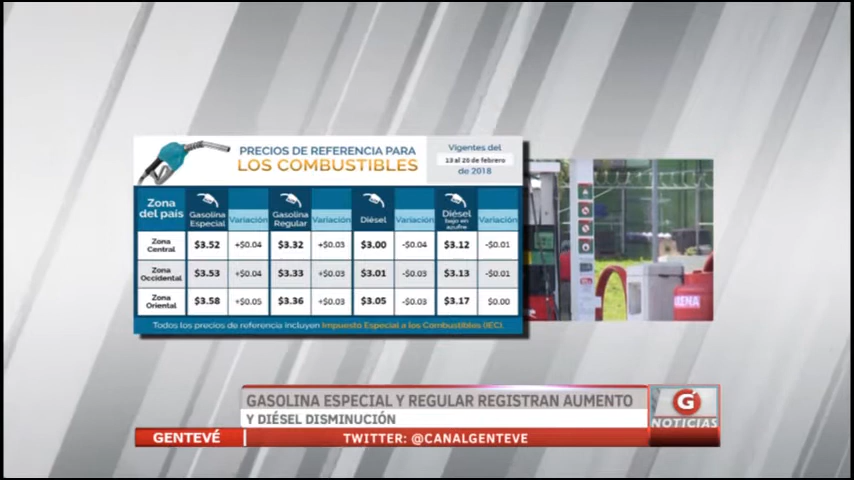 PRECIOS DE REFERENCIA PARA
LOS COMBUSTIBLES
Vigentes del
13 al 26 de febrero
de 2018
Zona del país Gasolina Especial Variación Gasolina Regular Variación Diésel Variación Diésel bajo en azufre Variación
Zona Central $3.52 +$0.04 $3.32 +$0.03 $3.00 -$0.04 $3.12 -$0.01
Zona Occidental $3.53 +$0.04 $3.33 +$0.03 $3.01 -$0.03 $3.13 -$0.01
Zona Oriental $3.58 +$0.05 $3.36 +$0.03 $3.05 -$0.03 $3.17 $0.00
Todos los precios de referencia incluyen Impuesto Especial a los Combustibles (IEC).
GASOLINA ESPECIAL Y REGULAR REGISTRAN AUMENTO
Y DIÉSEL DISMINUCIÓN
G
NOTICIAS
GENTEVÉ
TWITTER: @CANALGENTEVE